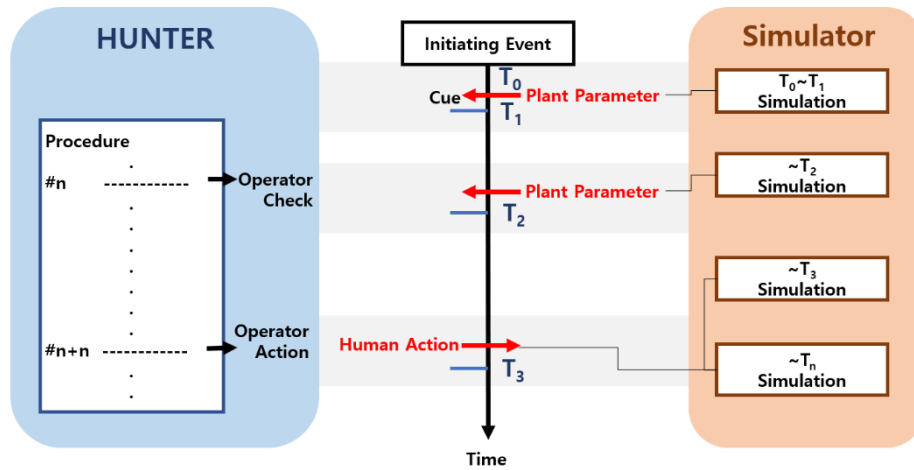 HUNTER
Initiating Event
Simulator
T₀
Cue
Plant Parameter
T₁
T₀~T₁
Simulation
Procedure
#n
Operator
Check
Plant Parameter
T₂
~T₂
Simulation
~T₃
Simulation
#n+n
Operator
Action
Human Action
T₃
~Tₙ
Simulation
Time